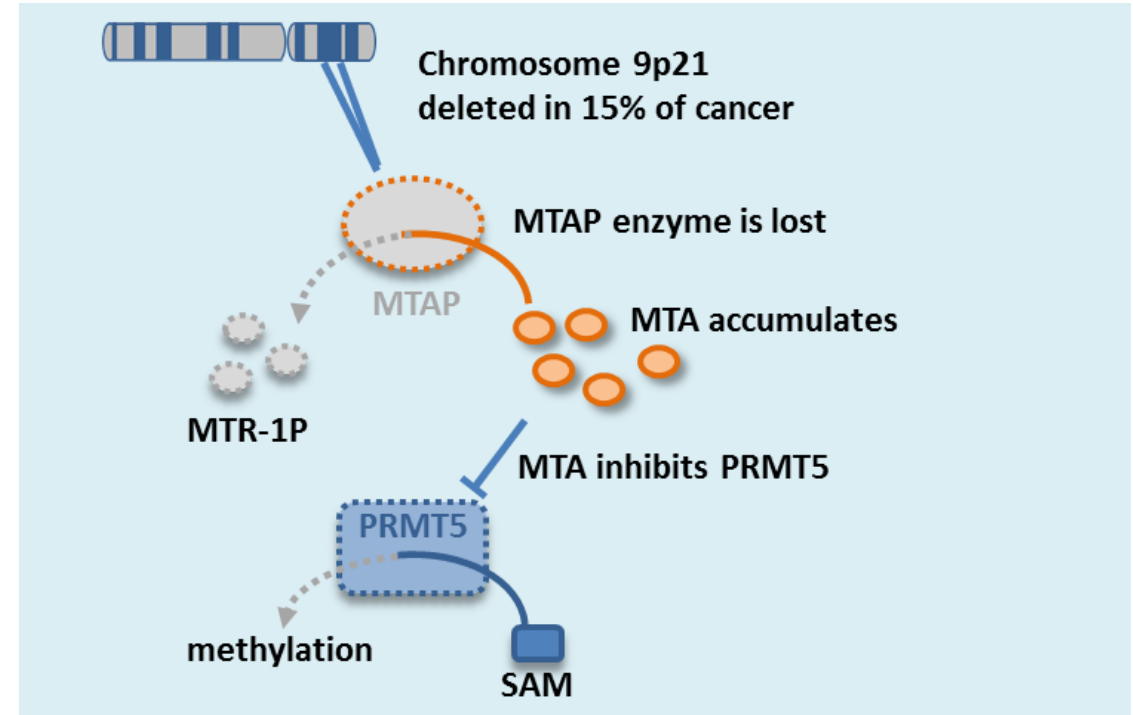 Chromosome 9p21
deleted in 15% of cancer
MTAP enzyme is lost
MTAP
MTA accumulates
MTR-1P
MTA inhibits PRMT5
PRMT5
methylation
SAM